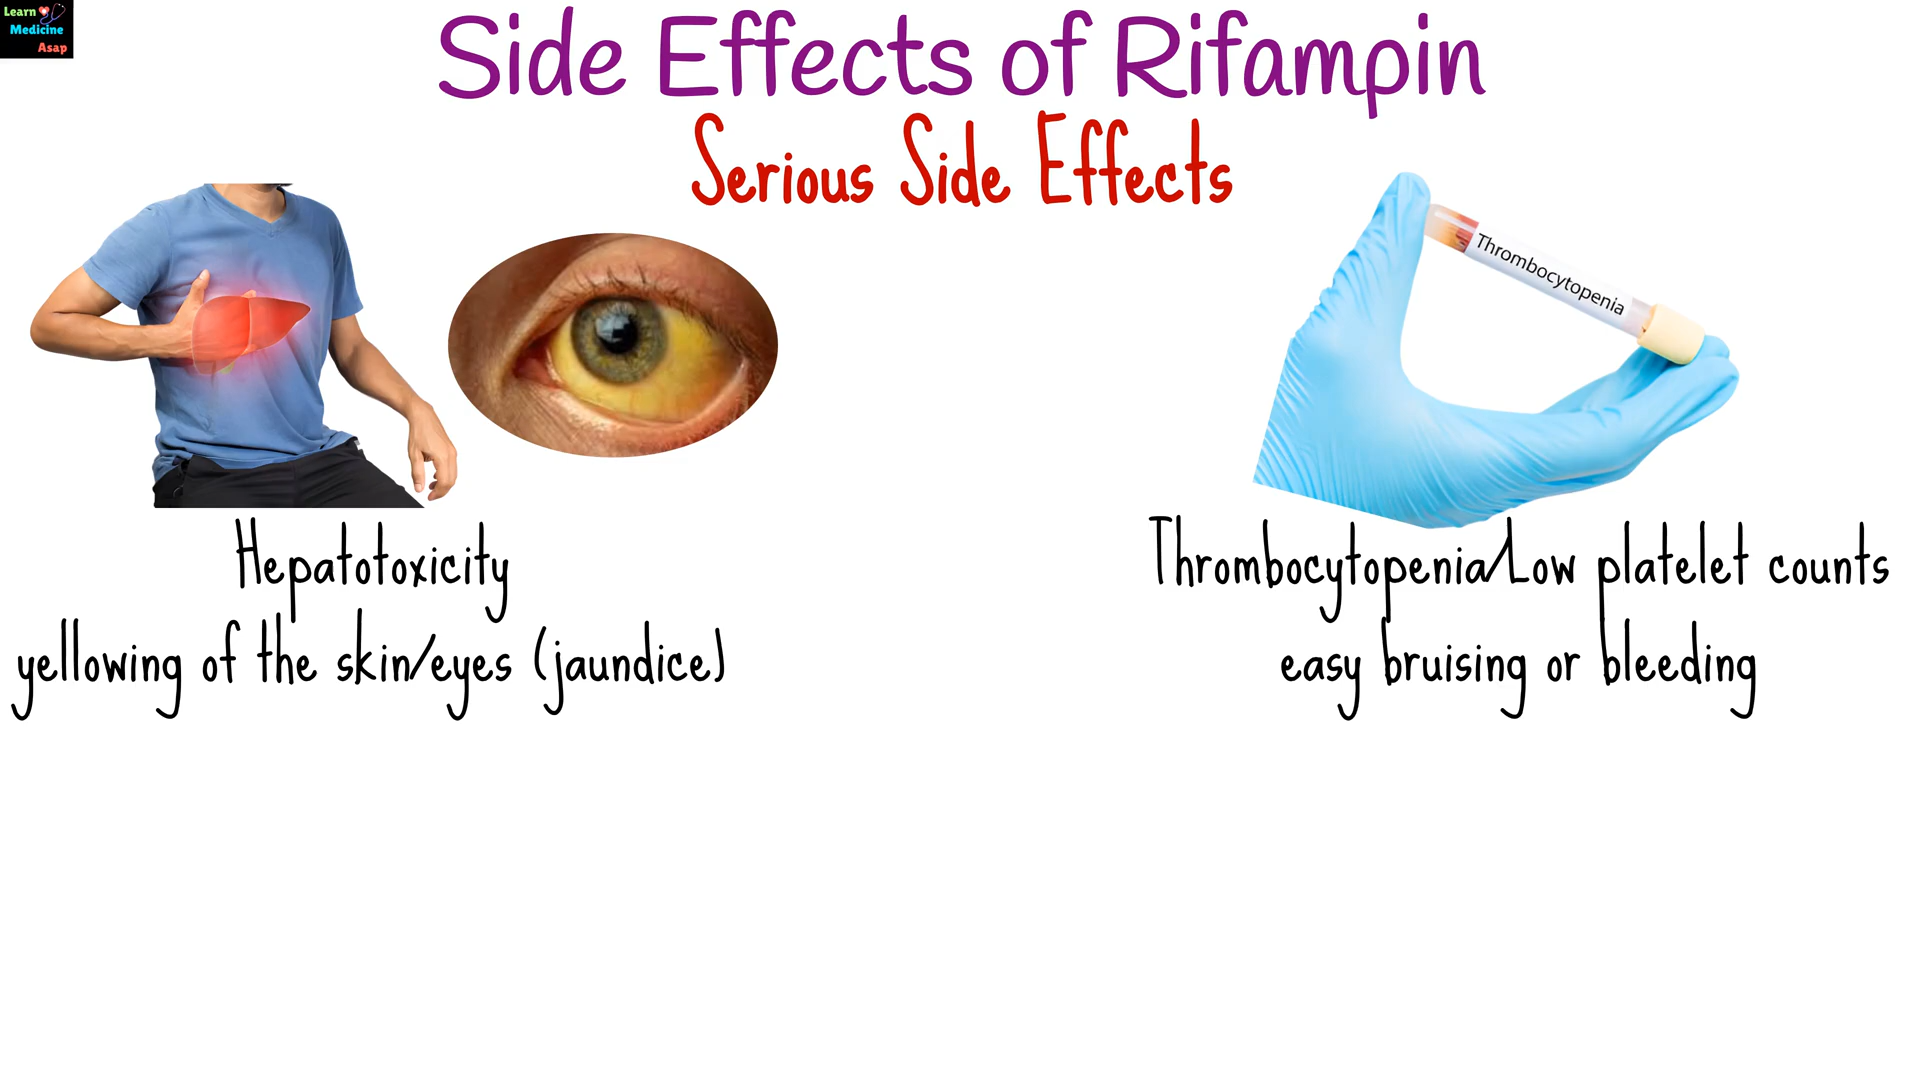 Learn
Medicine
Asap
Side Effects of Rifampin
Serious Side Effects
Thrombocytopenia
Hepatotoxicity
yellowing of the skin/eyes (jaundice)
Thrombocytopenia/Low platelet counts
easy bruising or bleeding